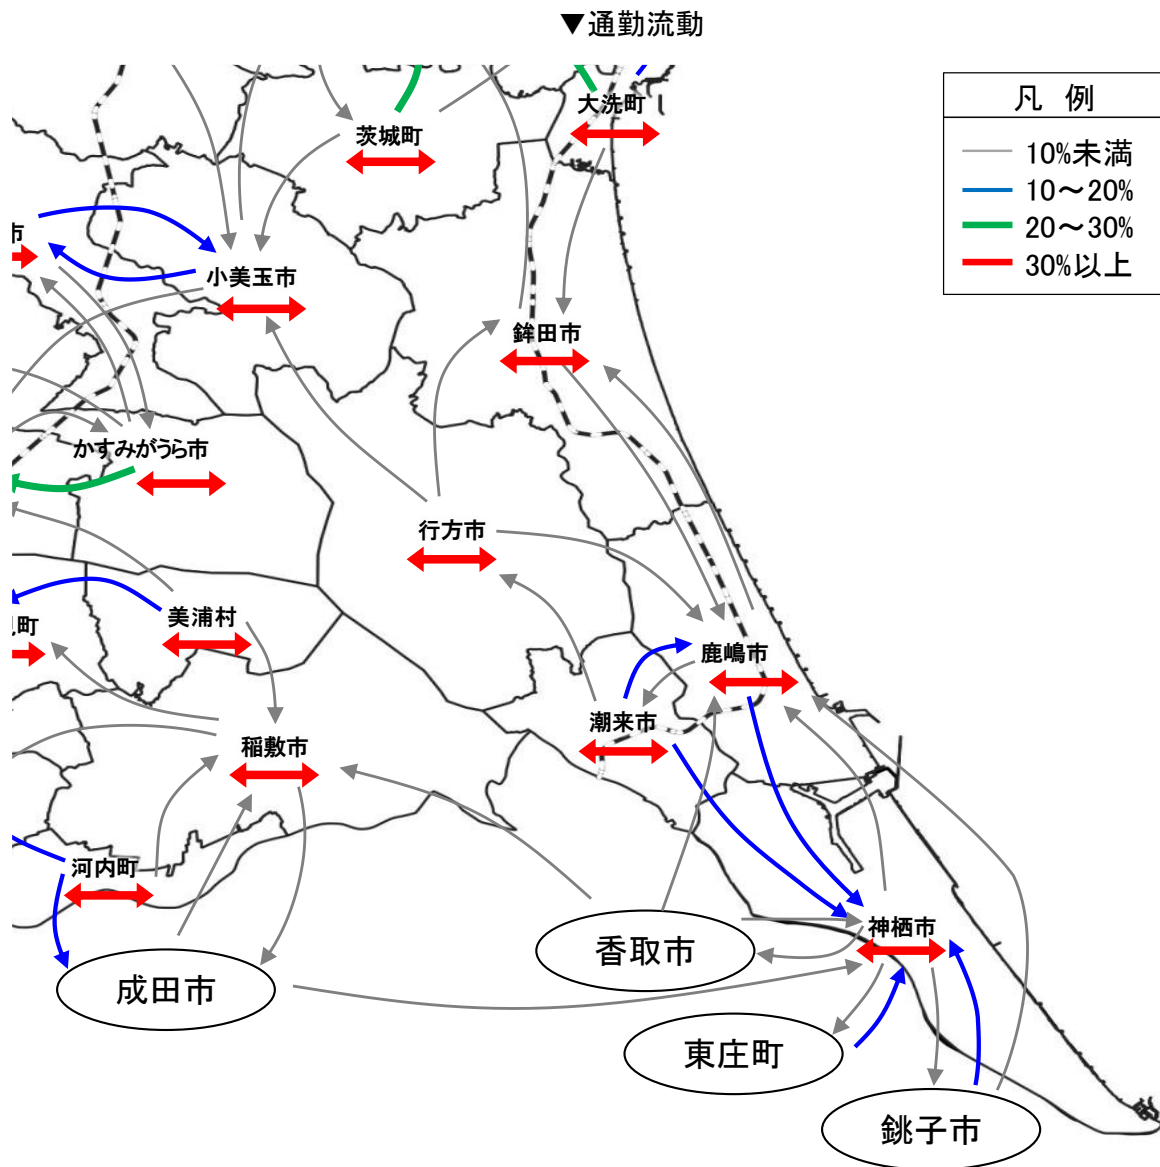 ▼通勤流動
凡 例
10%未満
10～20%
20～30%
30%以上
大洗町
茨城町
市
小美玉市
鉾田市
かすみがうら市
行方市
美浦村
町
鹿嶋市
潮来市
稲敷市
河内町
神栖市
香取市
成田市
東庄町
銚子市